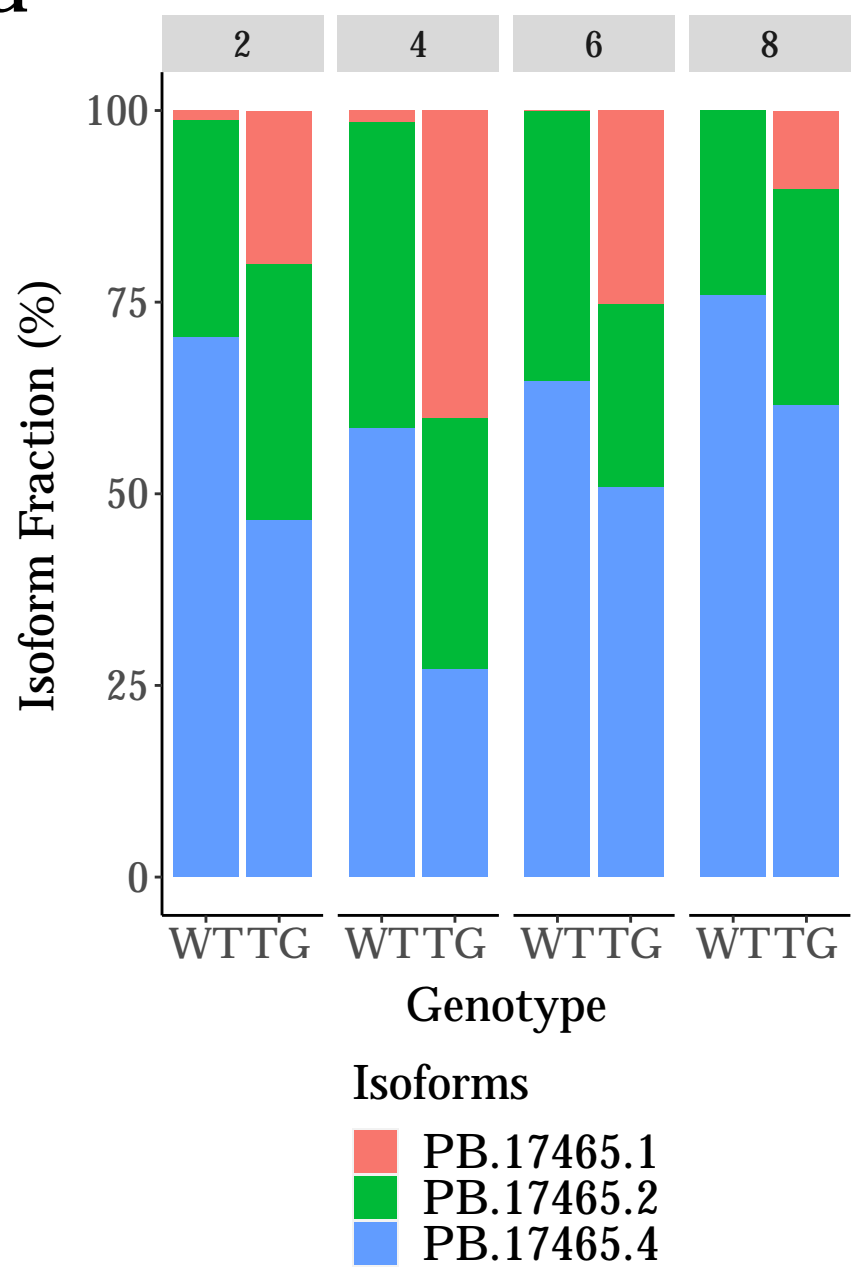 2 4 6 8
100
75
50
25
0
Isoform Fraction (%)
WT TG WT TG WT TG WT TG
Genotype
Isoforms
PB.17465.1
PB.17465.2
PB.17465.4